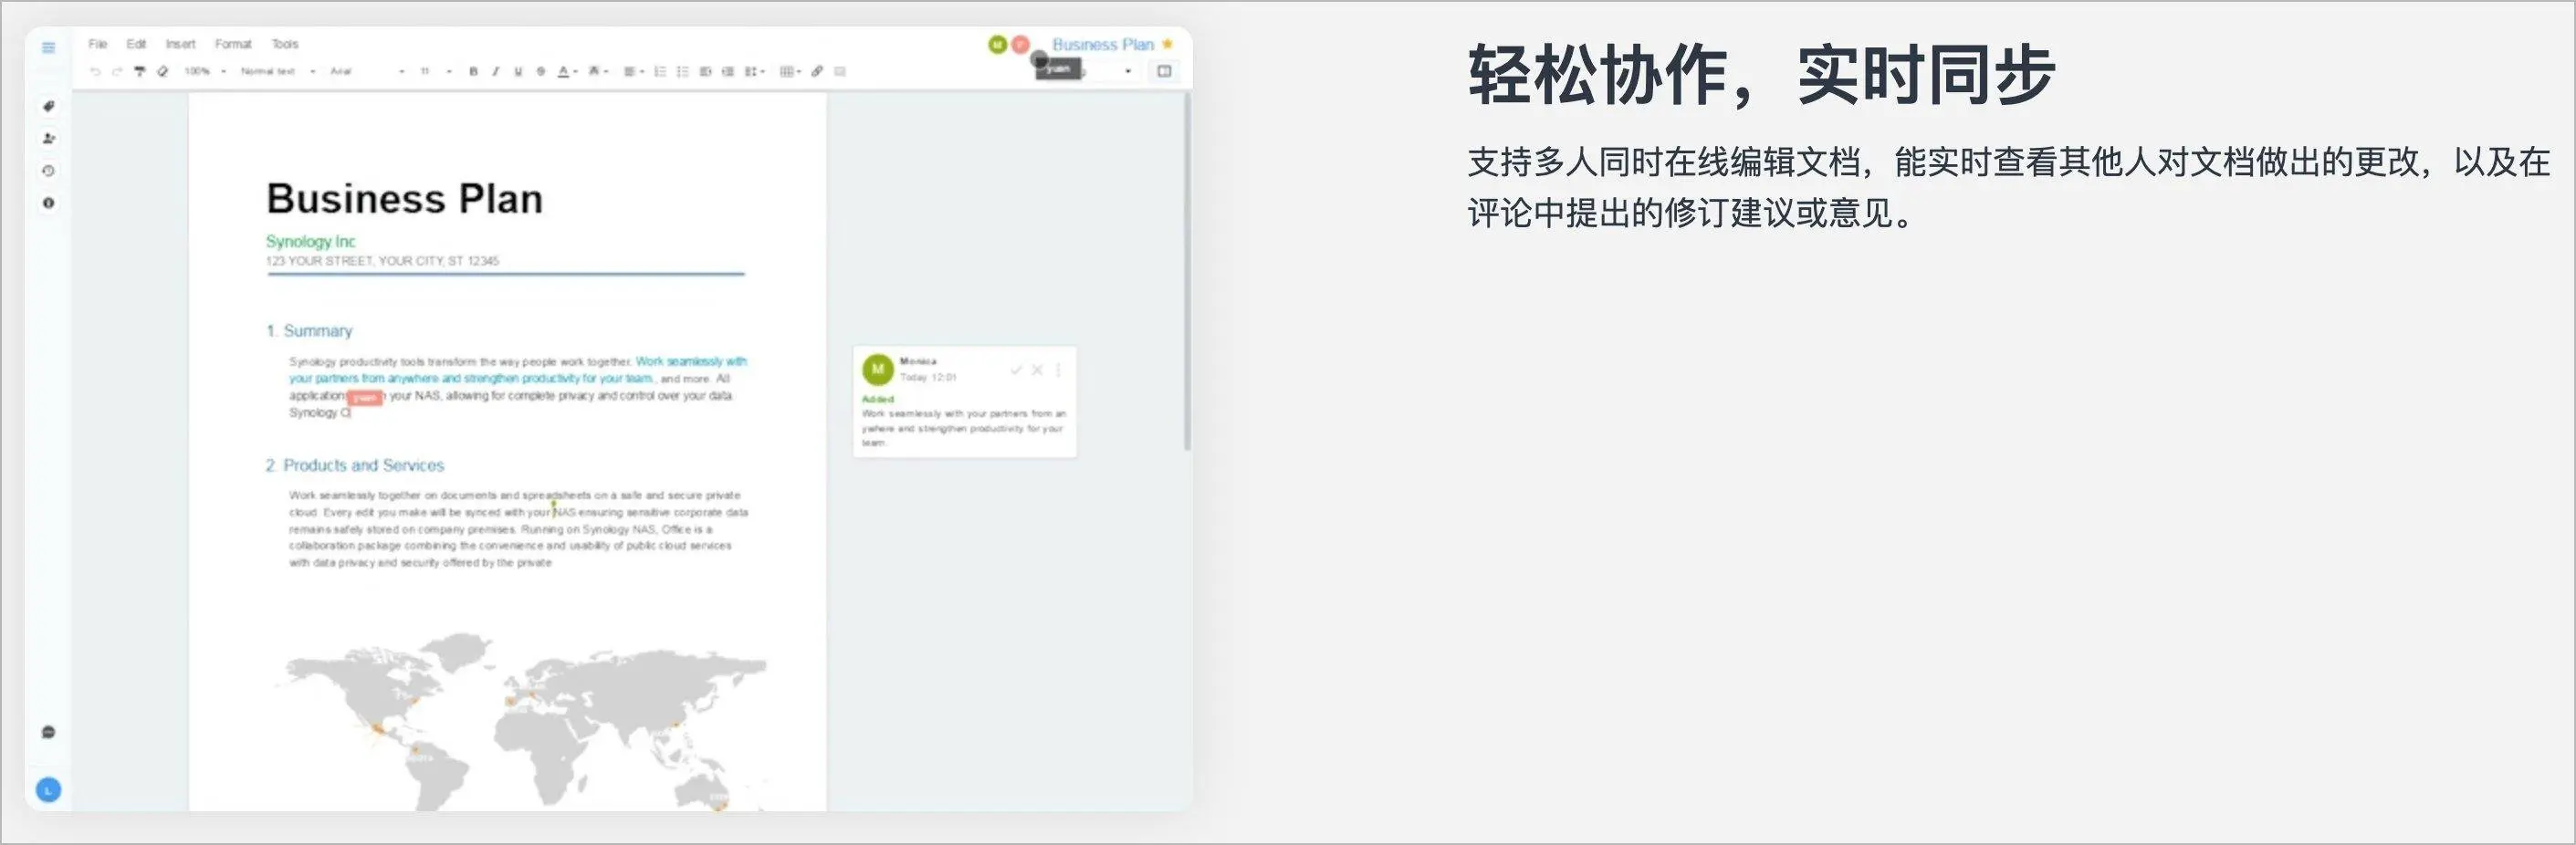 File Edit Insert Format Tools
M Business Plan
100% Normal text Arial 11 B I U S A A
yuan
Business Plan
Synology Inc
123 YOUR STREET, YOUR CITY, ST 12345
1. Summary
Synology productivity tools transform the way people work together. Work seamlessly with
your partners from anywhere and strengthen productivity for your team., and more. All
application your NAS, allowing for complete privacy and control over your data.
yuan
Synology O
M Monica
Today 12:01
Added
Work seamlessly with your partners from an
ywhere and strengthen productivity for your
team.
2. Products and Services
Work seamlessly together on documents and spreadsheets on a safe and secure private
cloud. Every edit you make will be synced with your NAS ensuring sensitive corporate data
remains safely stored on company premises. Running on Synology NAS, Office is a
collaboration package combining the convenience and usability of public cloud services
with data privacy and security offered by the private
L
轻松协作，实时同步
支持多人同时在线编辑文档，能实时查看其他人对文档做出的更改，以及在
评论中提出的修订建议或意见。